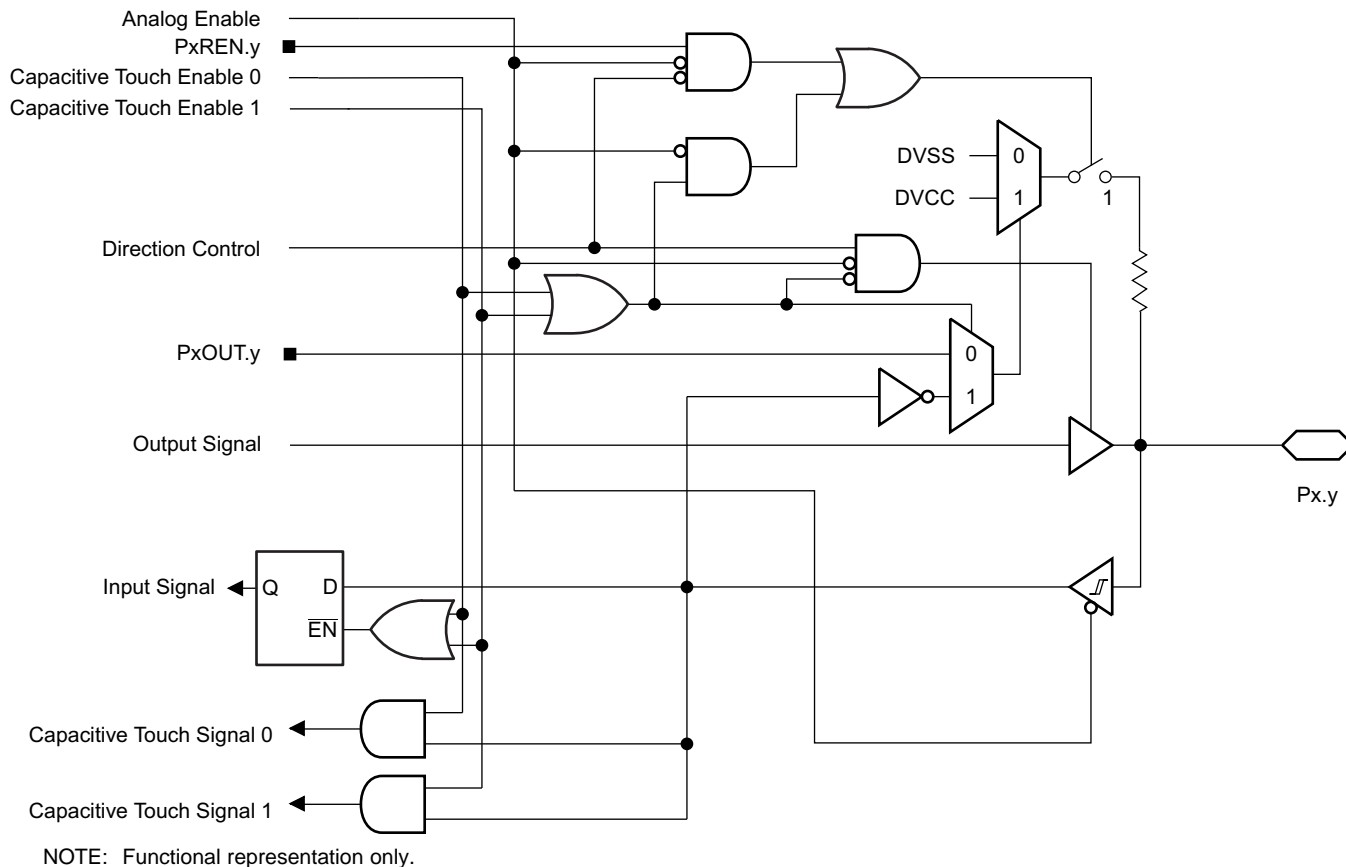 Analog Enable
PxREN.y
Capacitive Touch Enable 0
Capacitive Touch Enable 1
DVSS
0
DVCC
1
1
Direction Control
PxOUT.y
0
1
Output Signal
Px.y
Input Signal
Q
D
EN
Capacitive Touch Signal 0
Capacitive Touch Signal 1
NOTE: Functional representation only.